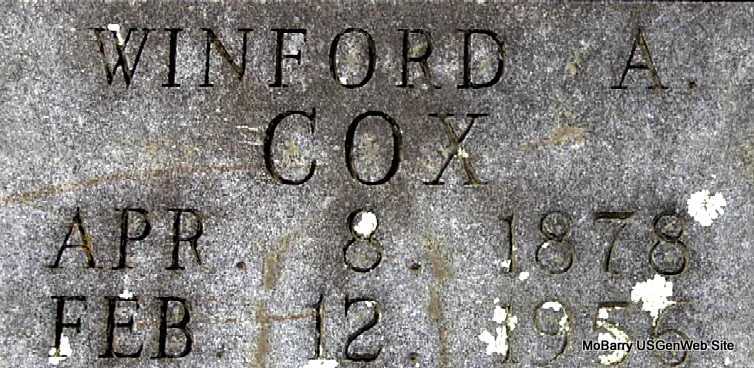 WINFORD A.
COX
APR. 8. 1878
FEB. 12.
MoBarry USGenWeb Site